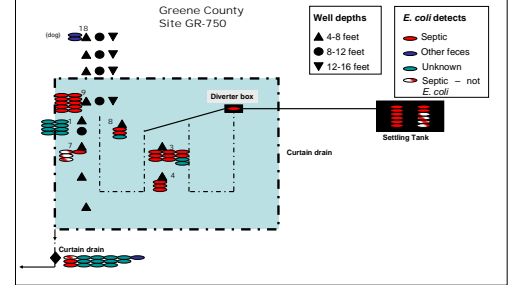 Greene County
Site GR-750
Well depths
4-8 feet
8-12 feet
12-16 feet
E. coli detects
Septic
Other feces
Unknown
Septic – not
E. coli
(dog)
18
9
Diverter box
1
8
Settling Tank
7
3
Curtain drain
4
Curtain drain